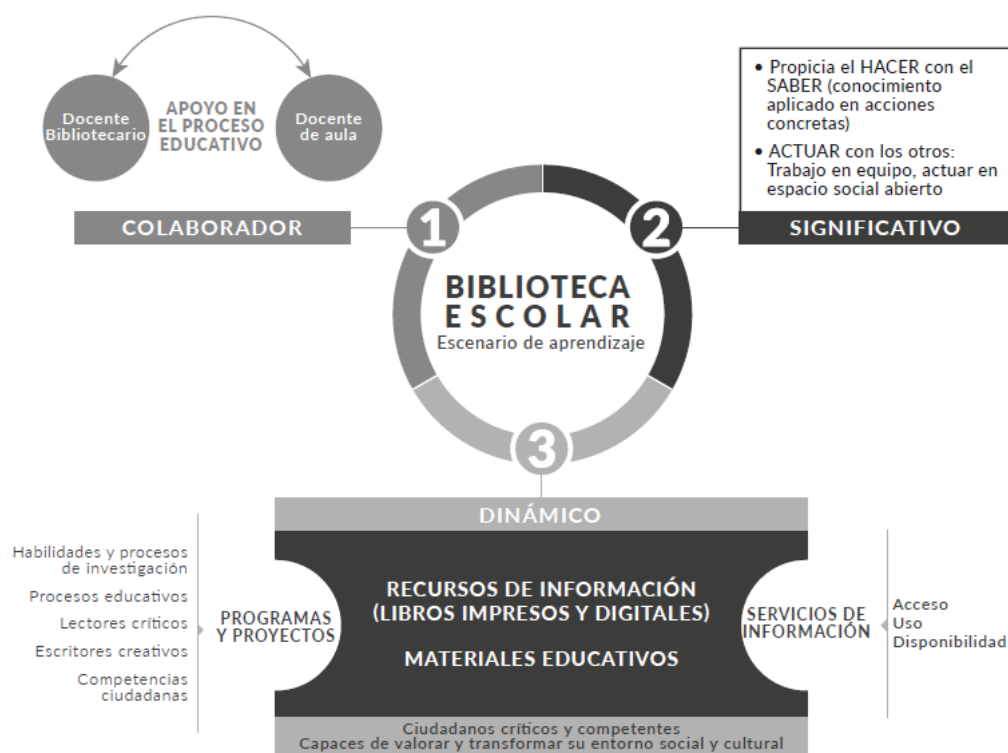 Docente
Bibliotecario
APOYO EN
EL PROCESO
EDUCATIVO
Docente
de aula
COLABORADOR
1
• Propicia el HACER con el
SABER (conocimiento
aplicado en acciones
concretas)
• ACTUAR con los otros:
Trabajo en equipo, actuar en
espacio social abierto
2
SIGNIFICATIVO
BIBLIOTECA
ESCOLAR
Escenario de aprendizaje
3
DINÁMICO
Habilidades y procesos
de investigación
Procesos educativos
Lectores críticos
Escritores creativos
Competencias
ciudadanas
PROGRAMAS
Y PROYECTOS
RECURSOS DE INFORMACIÓN
(LIBROS IMPRESOS Y DIGITALES)
MATERIALES EDUCATIVOS
SERVICIOS DE
INFORMACIÓN
Acceso
Uso
Disponibilidad
Ciudadanos críticos y competentes
Capaces de valorar y transformar su entorno social y cultural